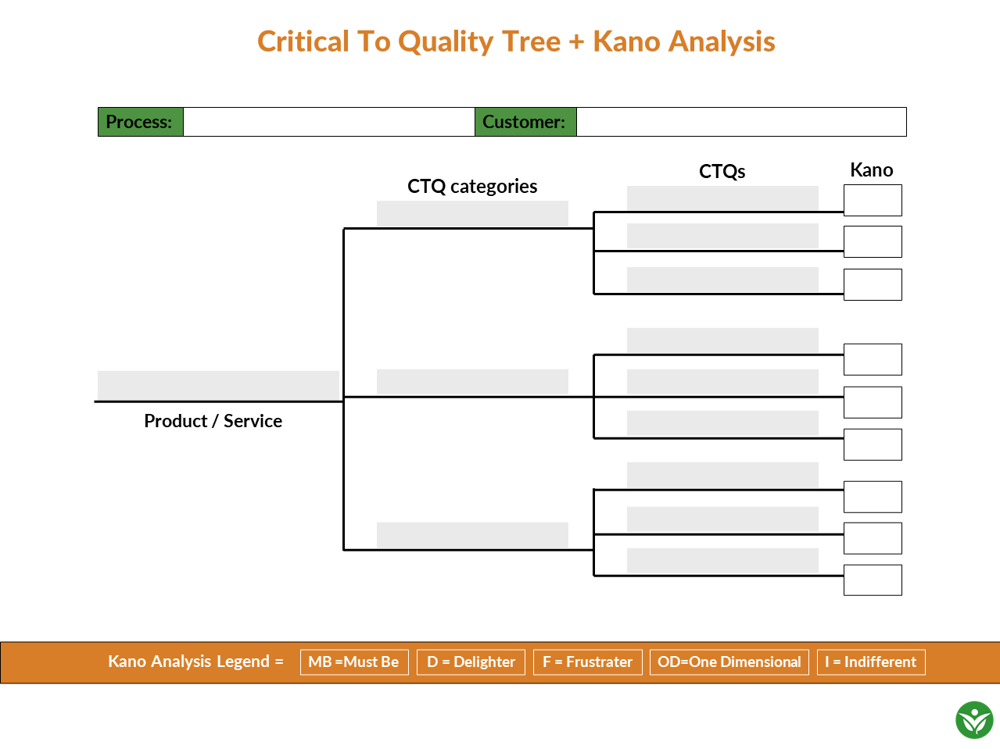 Critical To Quality Tree + Kano Analysis
Process:
Customer:
CTQ categories
CTQs
Kano
Product / Service
Kano Analysis Legend =
MB =Must Be
D = Delighter
F = Frustrater
OD=One Dimensional
I = Indifferent